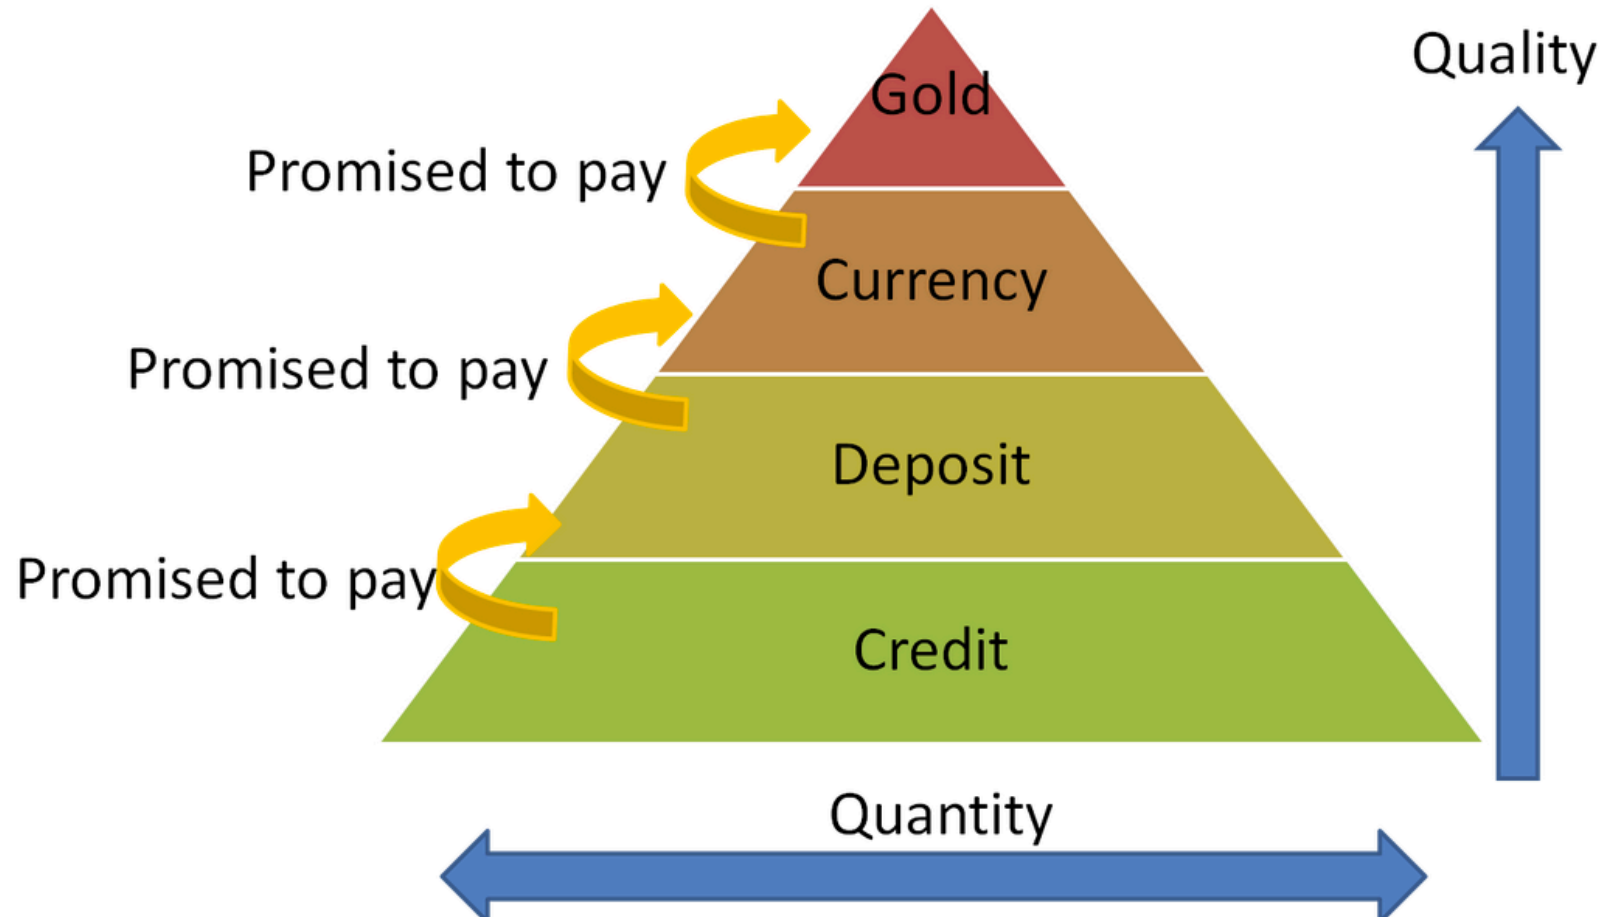 Quality
Gold
Promised to pay
Currency
Promised to pay
Deposit
Promised to pay
Credit
Quantity